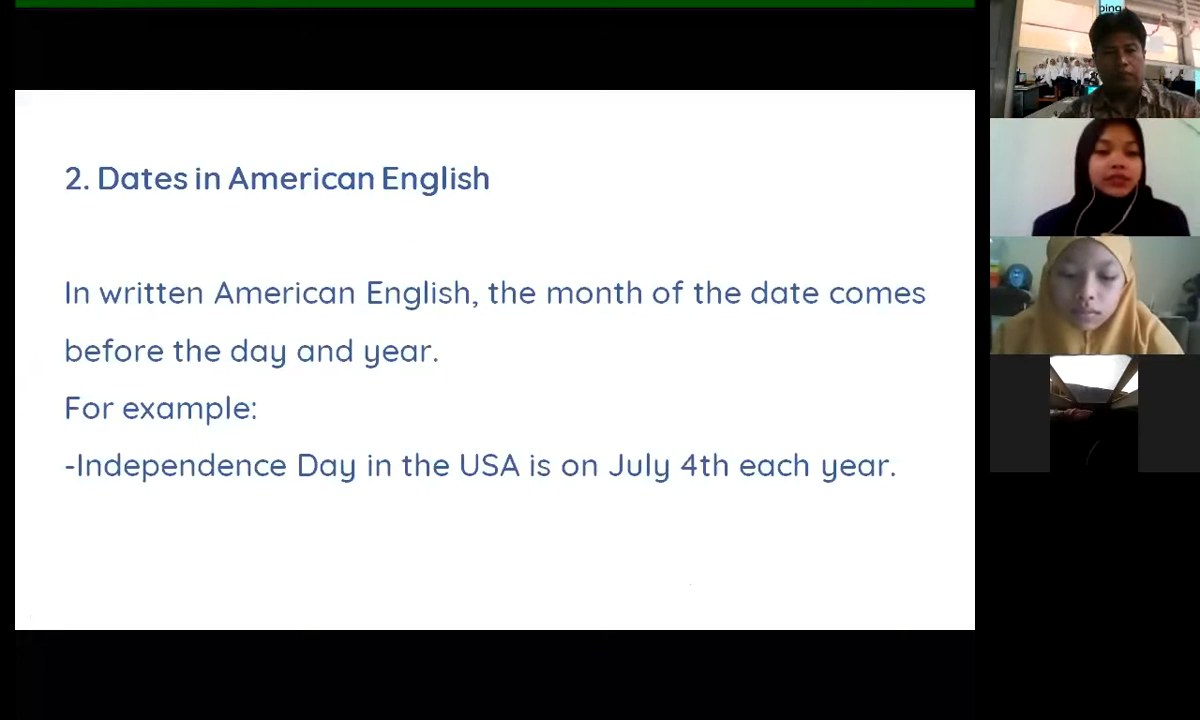 2. Dates in American English
In written American English, the month of the date comes
before the day and year.
For example:
-Independence Day in the USA is on July 4th each year.